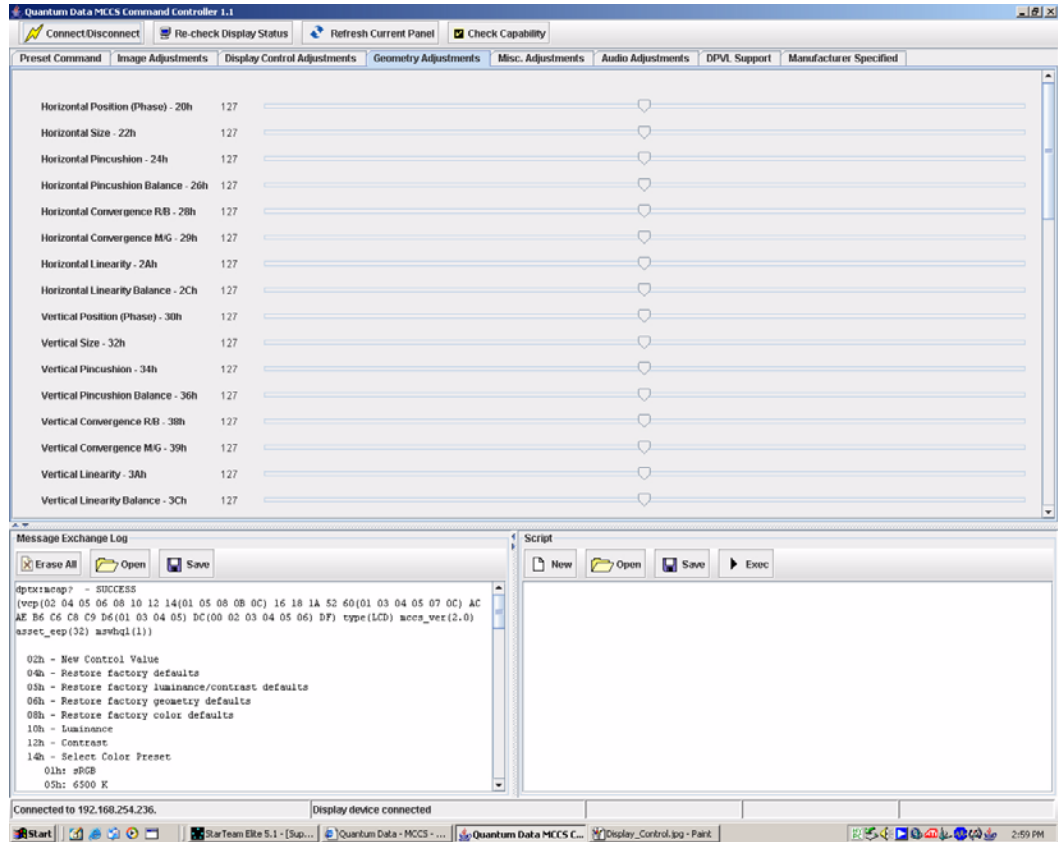 Quantum Data MCCS Command Controller 1.1
Connect/Disconnect Re-check Display Status Refresh Current Panel Check Capability
Preset Command Image Adjustments Display Control Adjustments Geometry Adjustments Misc. Adjustments Audio Adjustments DPVL Support Manufacturer Specified
Horizontal Position (Phase) - 20h 127
Horizontal Size - 22h 127
Horizontal Pincushion - 24h 127
Horizontal Pincushion Balance - 26h 127
Horizontal Convergence R/B - 28h 127
Horizontal Convergence M/G - 29h 127
Horizontal Linearity - 2Ah 127
Horizontal Linearity Balance - 2Ch 127
Vertical Position (Phase) - 30h 127
Vertical Size - 32h 127
Vertical Pincushion - 34h 127
Vertical Pincushion Balance - 36h 127
Vertical Convergence R/B - 38h 127
Vertical Convergence M/G - 39h 127
Vertical Linearity - 3Ah 127
Vertical Linearity Balance - 3Ch 127
Message Exchange Log
Erase All Open Save
dptx:mcap? - SUCCESS
(vcp(02 04 05 06 08 10 12 14(01 05 08 0B 0C) 16 18 1A 52 60(01 03 04 05 07 0C) AC
AE B6 C6 C8 C9 D6(01 03 04 05) DC(00 02 03 04 05 06) DF) type(LCD) mccs_ver(2.0)
asset_eep(32) mswhql(1))
02h - New Control Value
04h - Restore factory defaults
05h - Restore factory luminance/contrast defaults
06h - Restore factory geometry defaults
08h - Restore factory color defaults
10h - Luminance
12h - Contrast
14h - Select Color Preset
01h: sRGB
05h: 6500 K
Script
New Open Save Exec
Connected to 192.168.254.236. Display device connected
Start StarTeam Elite 5.1 - [Sup... Quantum Data - MCCS - ... Quantum Data MCCS C... Display_Control.jpg - Paint 2:59 PM